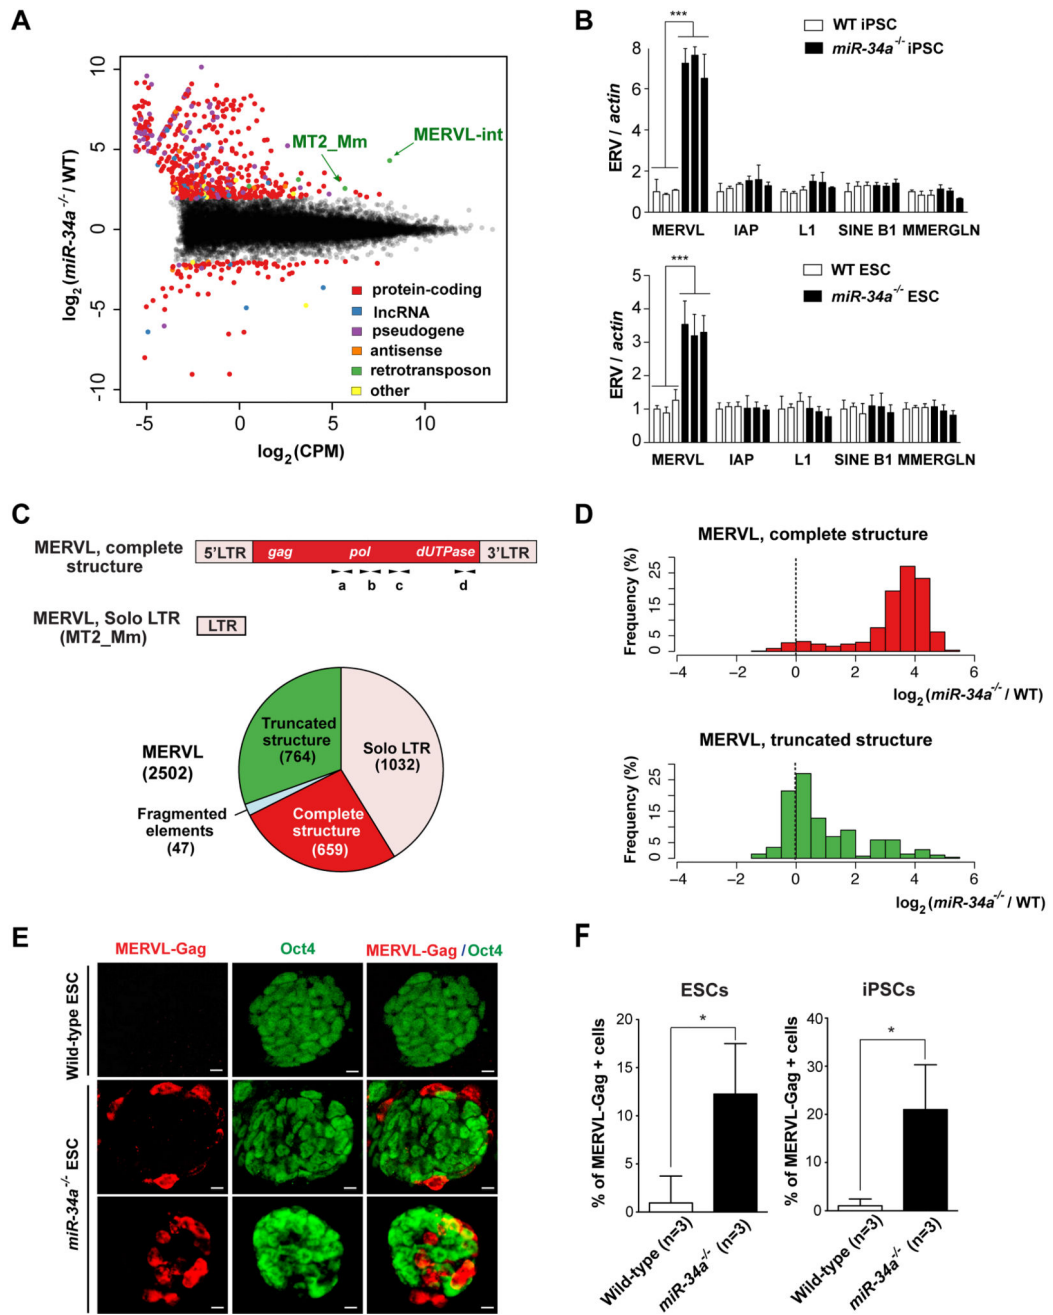 A
log₂(miR-34a⁻/⁻ / WT)
10
5
0
-5
-10
MT2_Mm
MERVL-int
protein-coding
lncRNA
pseudogene
antisense
retrotransposon
other
-5
0
5
10
log₂(CPM)
B
WT iPSC
miR-34a⁻/⁻ iPSC
***
ERV / actin
8
6
4
2
0
MERVL
IAP
L1
SINE B1
MMERGLN
WT ESC
miR-34a⁻/⁻ ESC
***
ERV / actin
5
4
3
2
1
0
MERVL
IAP
L1
SINE B1
MMERGLN
C
MERVL, complete
structure
5'LTR
gag
pol
dUTPase
3'LTR
a
b
c
d
MERVL, Solo LTR
(MT2_Mm)
LTR
MERVL
(2502)
Truncated
structure
(764)
Solo LTR
(1032)
Fragmented
elements
(47)
Complete
structure
(659)
D
MERVL, complete structure
Frequency (%)
25
15
5
0
-4
-2
0
2
4
6
log₂(miR-34a⁻/⁻ / WT)
MERVL, truncated structure
Frequency (%)
25
15
5
0
-4
-2
0
2
4
6
log₂(miR-34a⁻/⁻ / WT)
E
MERVL-Gag
Oct4
MERVL-Gag / Oct4
Wild-type ESC
miR-34a⁻/⁻ ESC
F
ESCs
% of MERVL-Gag + cells
20
15
10
5
0
*
Wild-type (n=3)
miR-34a⁻/⁻ (n=3)
iPSCs
% of MERVL-Gag + cells
40
30
20
10
0
*
Wild-type (n=3)
miR-34a⁻/⁻ (n=3)